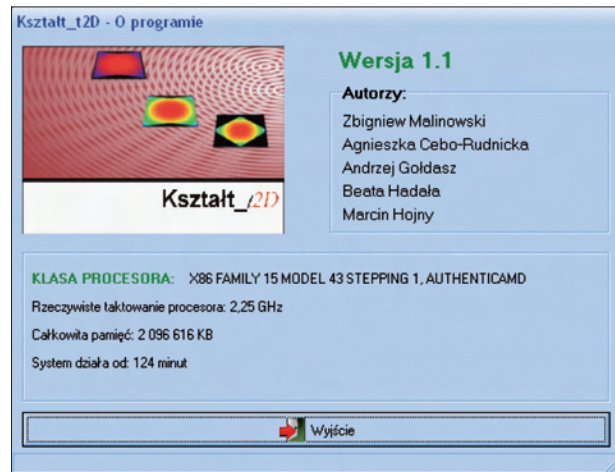 Kształt_t2D - O programie
Kształt_t2D
Wersja 1.1
Autorzy:
Zbigniew Malinowski
Agnieszka Cebo-Rudnicka
Andrzej Gołdasz
Beata Hadała
Marcin Hojny
KLASA PROCESORA: X86 FAMILY 15 MODEL 43 STEPPING 1, AUTHENTICAMD
Rzeczywiste taktowanie procesora: 2,25 GHz
Całkowita pamięć: 2 096 616 KB
System działa od: 124 minut
Wyjście